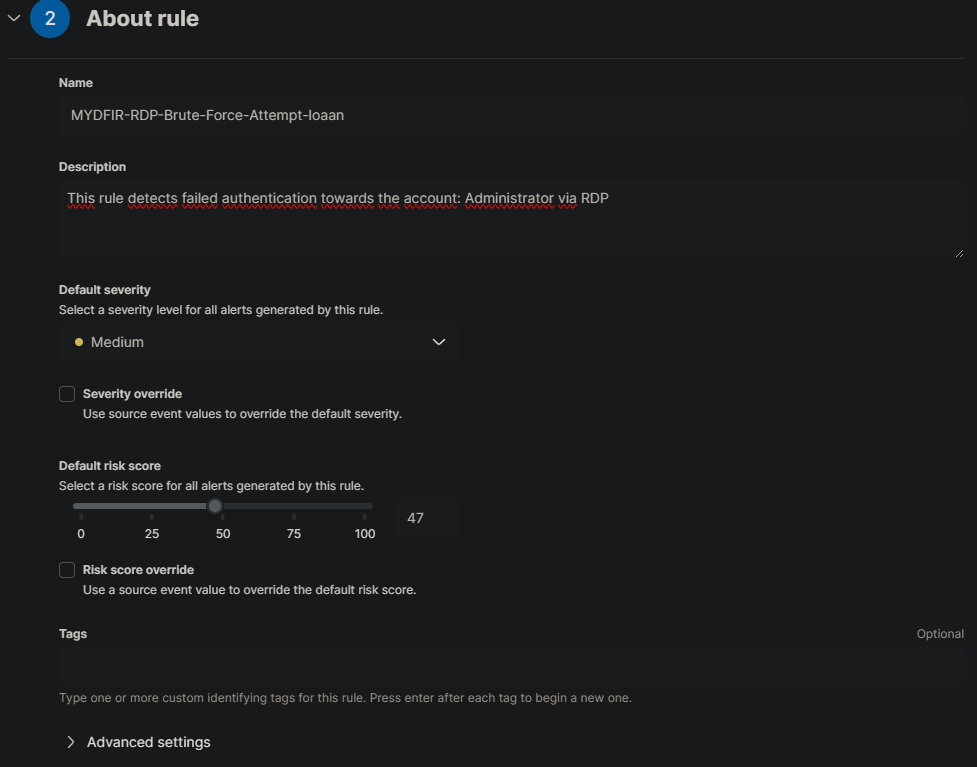 2 About rule
Name
MYDFIR-RDP-Brute-Force-Attempt-Ioaan
Description
This rule detects failed authentication towards the account: Administrator via RDP
Default severity
Select a severity level for all alerts generated by this rule.
Medium
Severity override
Use source event values to override the default severity.
Default risk score
Select a risk score for all alerts generated by this rule.
47
0 25 50 75 100
Risk score override
Use a source event value to override the default risk score.
Tags Optional
Type one or more custom identifying tags for this rule. Press enter after each tag to begin a new one.
Advanced settings